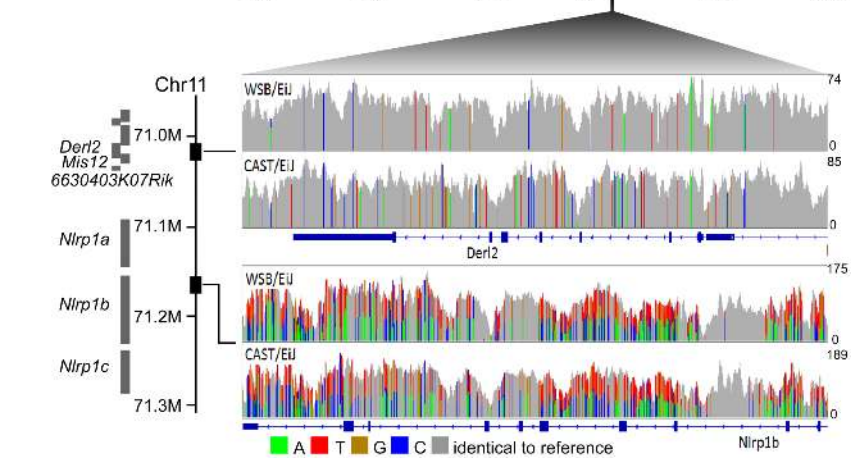 Chr11
71.0M
Derl2
Mis12
6630403K07Rik
Nlrp1a
71.1M
Nlrp1b
71.2M
Nlrp1c
71.3M
WSB/EiJ
74
0
CAST/EiJ
85
0
Derl2
WSB/EiJ
175
0
CAST/EiJ
189
0
Nlrp1b
A T G C identical to reference